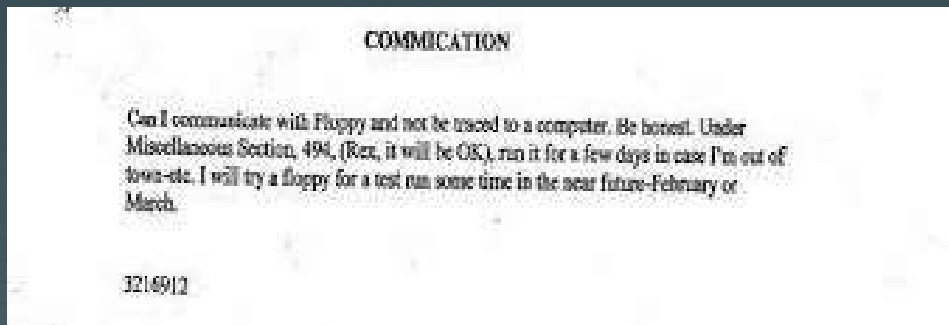 COMMICATION
Can I communicate with Floppy and not be traced to a computer. Be honest. Under
Miscellaneous Section, 494, (Rex, it will be OK), run it for a few days in case I'm out of
town-etc. I will try a floppy for a test run some time in the near future-February or
March.
3216912